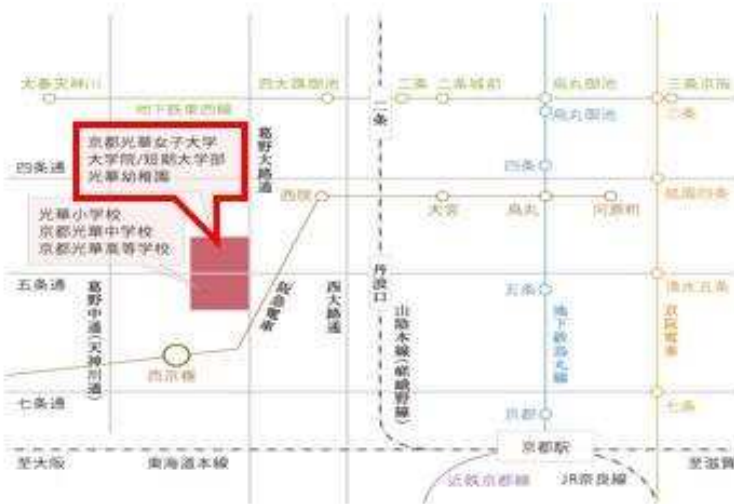 太秦天神川
西大路御池
二条
二条城前
烏丸御池
三条京阪
地下鉄東西線
二条
烏丸御池
三条
京都光華女子大学
大学院/短期大学部
光華幼稚園
葛野大路通
四条通
四条
祇園四条
西院
大宮
烏丸
河原町
光華小学校
京都光華中学校
京都光華高等学校
五条通
葛野中通(天神川通)
阪急電車
西大路通
丹波口
山陰本線(嵯峨野線)
五条
地下鉄烏丸線
清水五条
京阪電車
西京極
七条通
七条
京都
京都駅
至大阪
東海道本線
至滋賀
近鉄京都線
JR奈良線